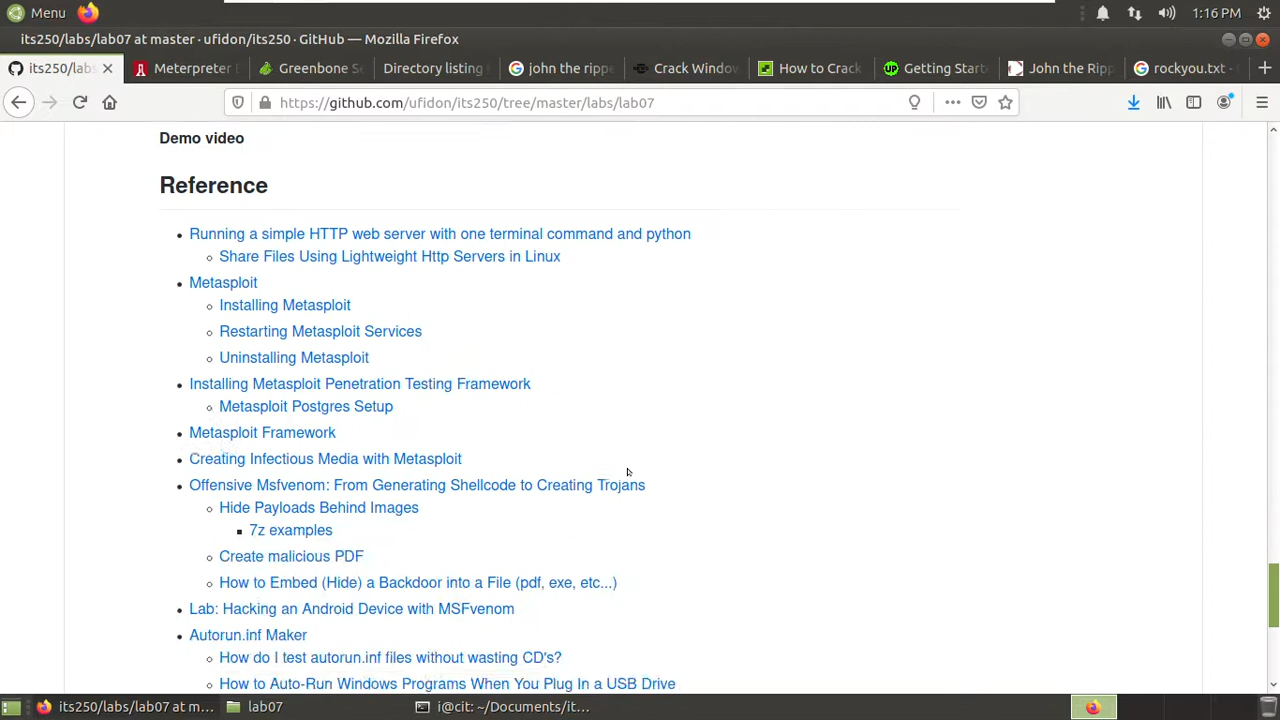 Menu
1:16 PM
its250/labs/lab07 at master · ufidon/its250 · GitHub — Mozilla Firefox
its250/labs
Meterpreter
Greenbone Se
Directory listing
john the rippe
Crack Window
How to Crack
Getting Start
John the Ripp
rockyou.txt -
https://github.com/ufidon/its250/tree/master/labs/lab07
Demo video
Reference
Running a simple HTTP web server with one terminal command and python
Share Files Using Lightweight Http Servers in Linux
Metasploit
Installing Metasploit
Restarting Metasploit Services
Uninstalling Metasploit
Installing Metasploit Penetration Testing Framework
Metasploit Postgres Setup
Metasploit Framework
Creating Infectious Media with Metasploit
Offensive Msfvenom: From Generating Shellcode to Creating Trojans
Hide Payloads Behind Images
7z examples
Create malicious PDF
How to Embed (Hide) a Backdoor into a File (pdf, exe, etc...)
Lab: Hacking an Android Device with MSFvenom
Autorun.inf Maker
How do I test autorun.inf files without wasting CD's?
How to Auto-Run Windows Programs When You Plug In a USB Drive
its250/labs/lab07 at m...
lab07
i@cit: ~/Documents/it...